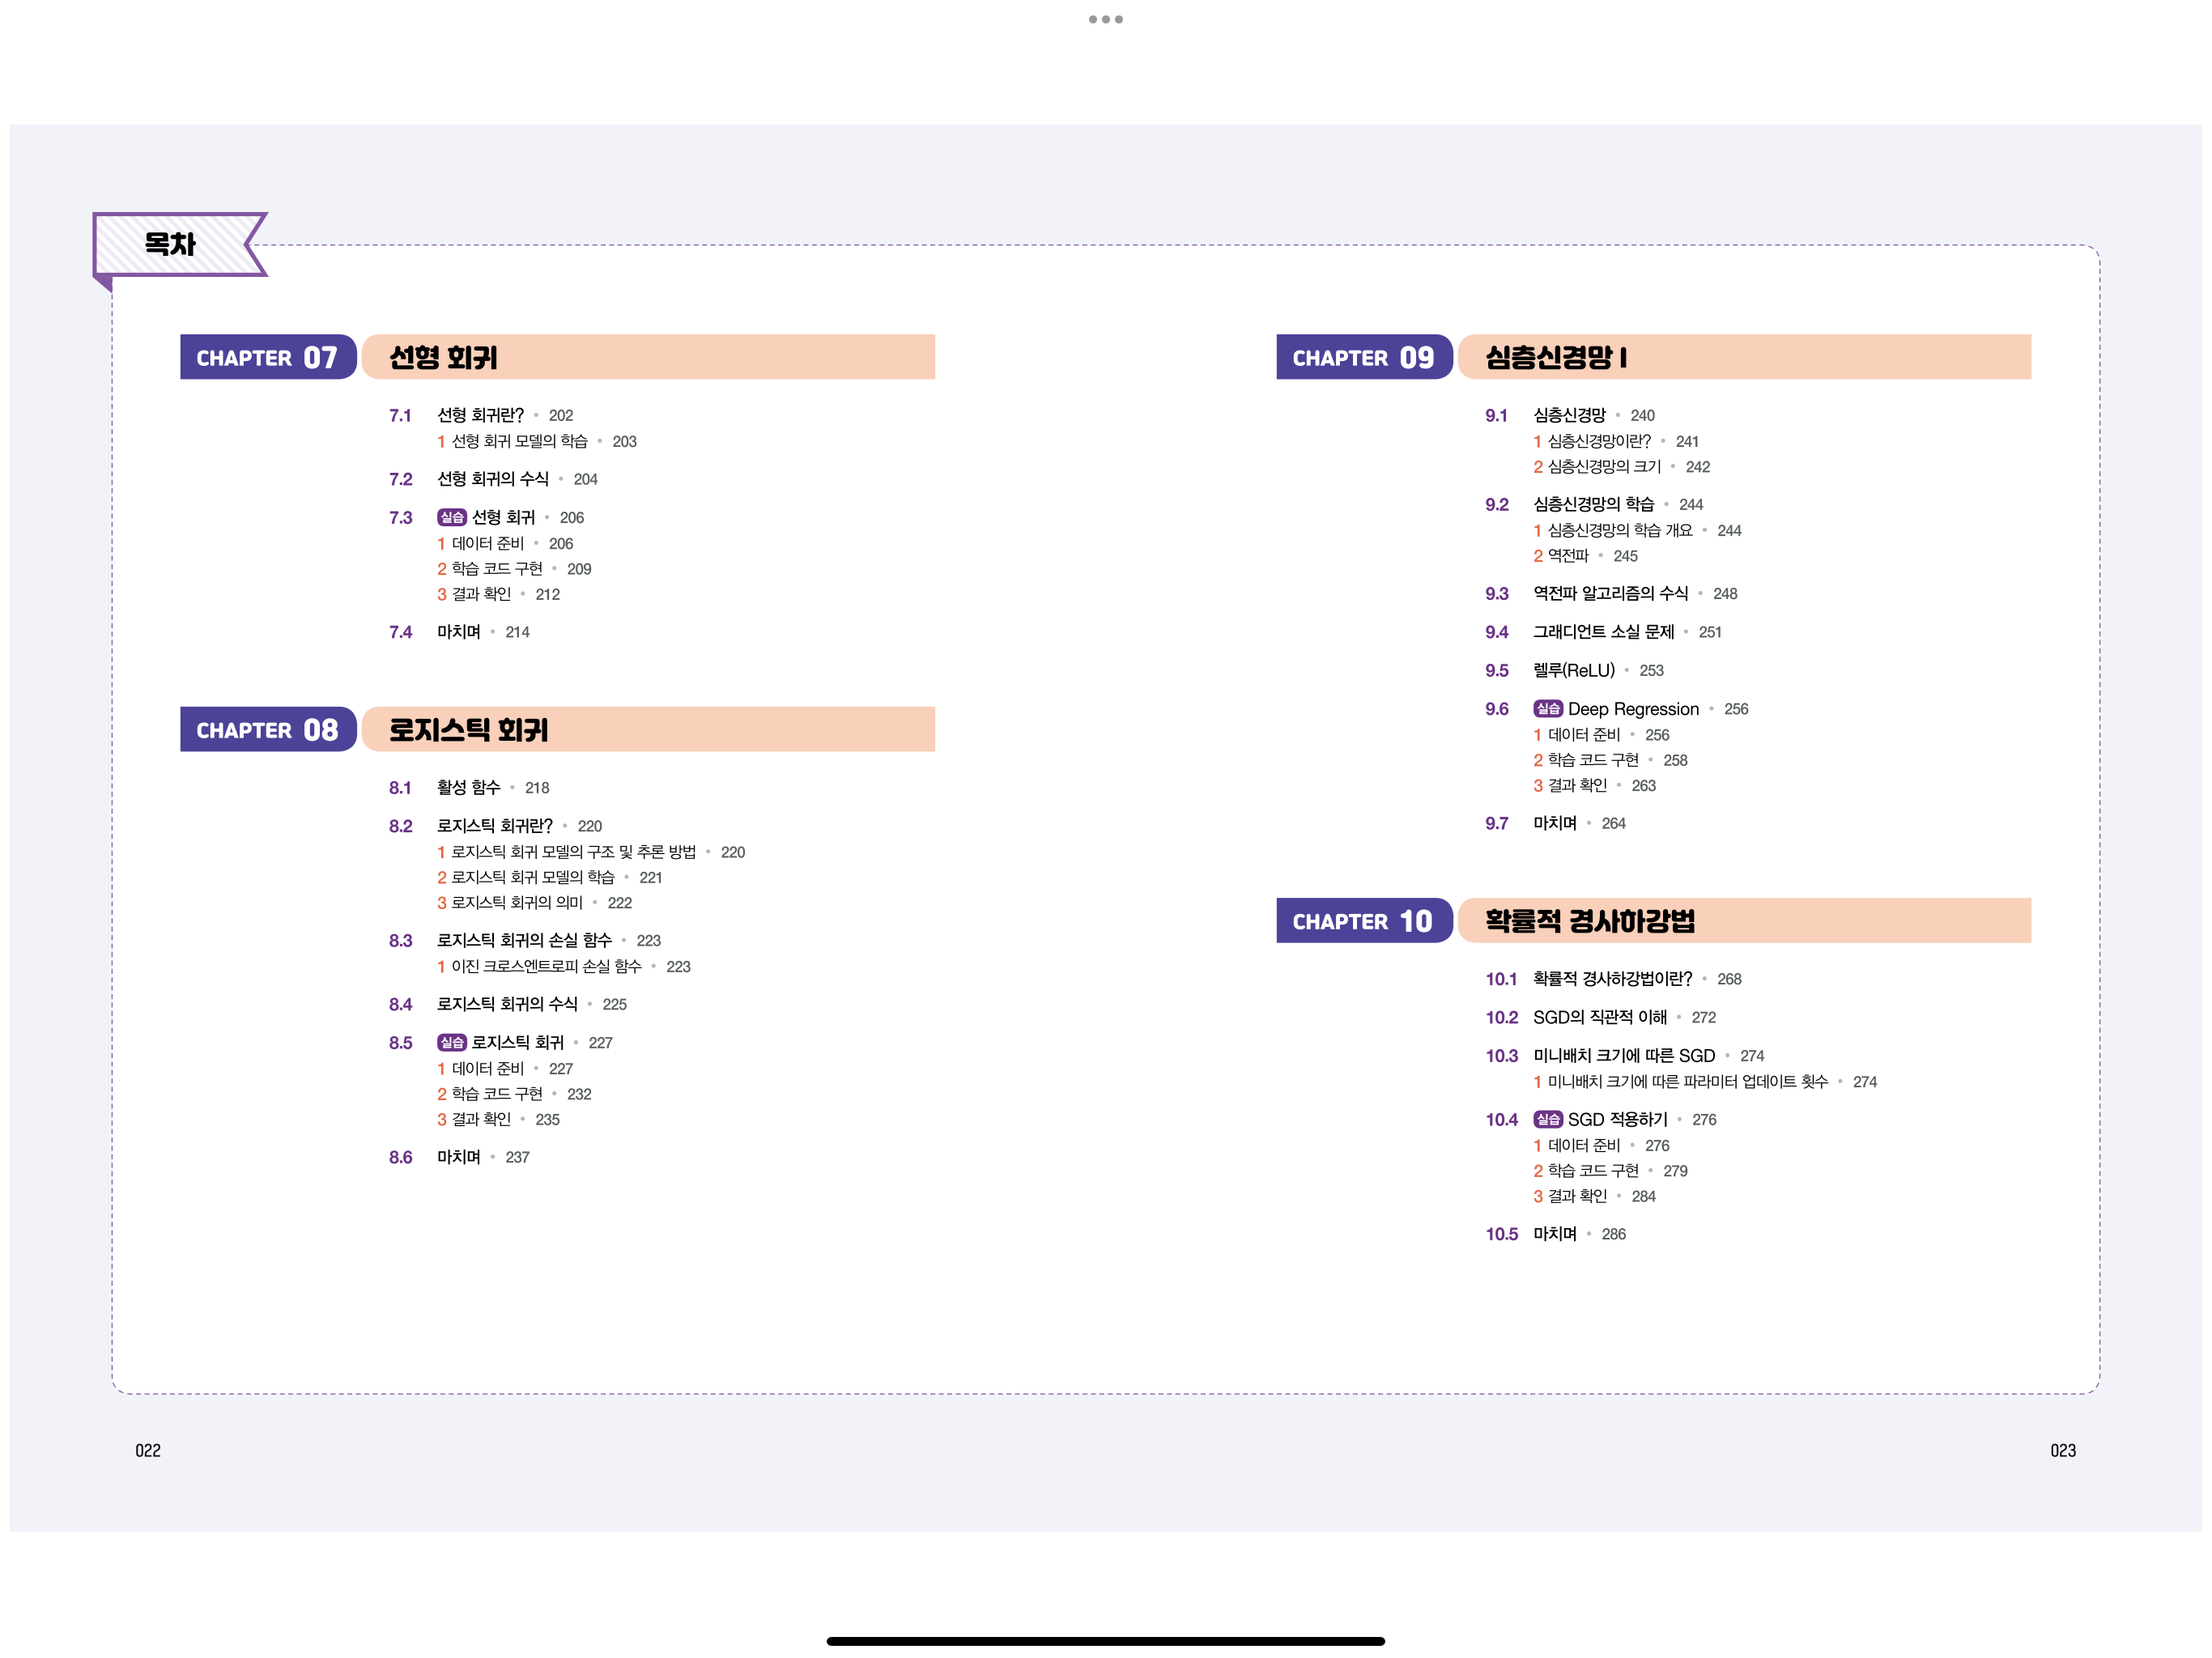 목차
CHAPTER 07 선형 회귀
7.1 선형 회귀란? • 202
1 선형 회귀 모델의 학습 • 203
7.2 선형 회귀의 수식 • 204
7.3 실습 선형 회귀 • 206
1 데이터 준비 • 206
2 학습 코드 구현 • 209
3 결과 확인 • 212
7.4 마치며 • 214
CHAPTER 08 로지스틱 회귀
8.1 활성 함수 • 218
8.2 로지스틱 회귀란? • 220
1 로지스틱 회귀 모델의 구조 및 추론 방법 • 220
2 로지스틱 회귀 모델의 학습 • 221
3 로지스틱 회귀의 의미 • 222
8.3 로지스틱 회귀의 손실 함수 • 223
1 이진 크로스엔트로피 손실 함수 • 223
8.4 로지스틱 회귀의 수식 • 225
8.5 실습 로지스틱 회귀 • 227
1 데이터 준비 • 227
2 학습 코드 구현 • 232
3 결과 확인 • 235
8.6 마치며 • 237
CHAPTER 09 심층신경망 I
9.1 심층신경망 • 240
1 심층신경망이란? • 241
2 심층신경망의 크기 • 242
9.2 심층신경망의 학습 • 244
1 심층신경망의 학습 개요 • 244
2 역전파 • 245
9.3 역전파 알고리즘의 수식 • 248
9.4 그래디언트 소실 문제 • 251
9.5 렐루(ReLU) • 253
9.6 실습 Deep Regression • 256
1 데이터 준비 • 256
2 학습 코드 구현 • 258
3 결과 확인 • 263
9.7 마치며 • 264
CHAPTER 10 확률적 경사하강법
10.1 확률적 경사하강법이란? • 268
10.2 SGD의 직관적 이해 • 272
10.3 미니배치 크기에 따른 SGD • 274
1 미니배치 크기에 따른 파라미터 업데이트 횟수 • 274
10.4 실습 SGD 적용하기 • 276
1 데이터 준비 • 276
2 학습 코드 구현 • 279
3 결과 확인 • 284
10.5 마치며 • 286
022
023